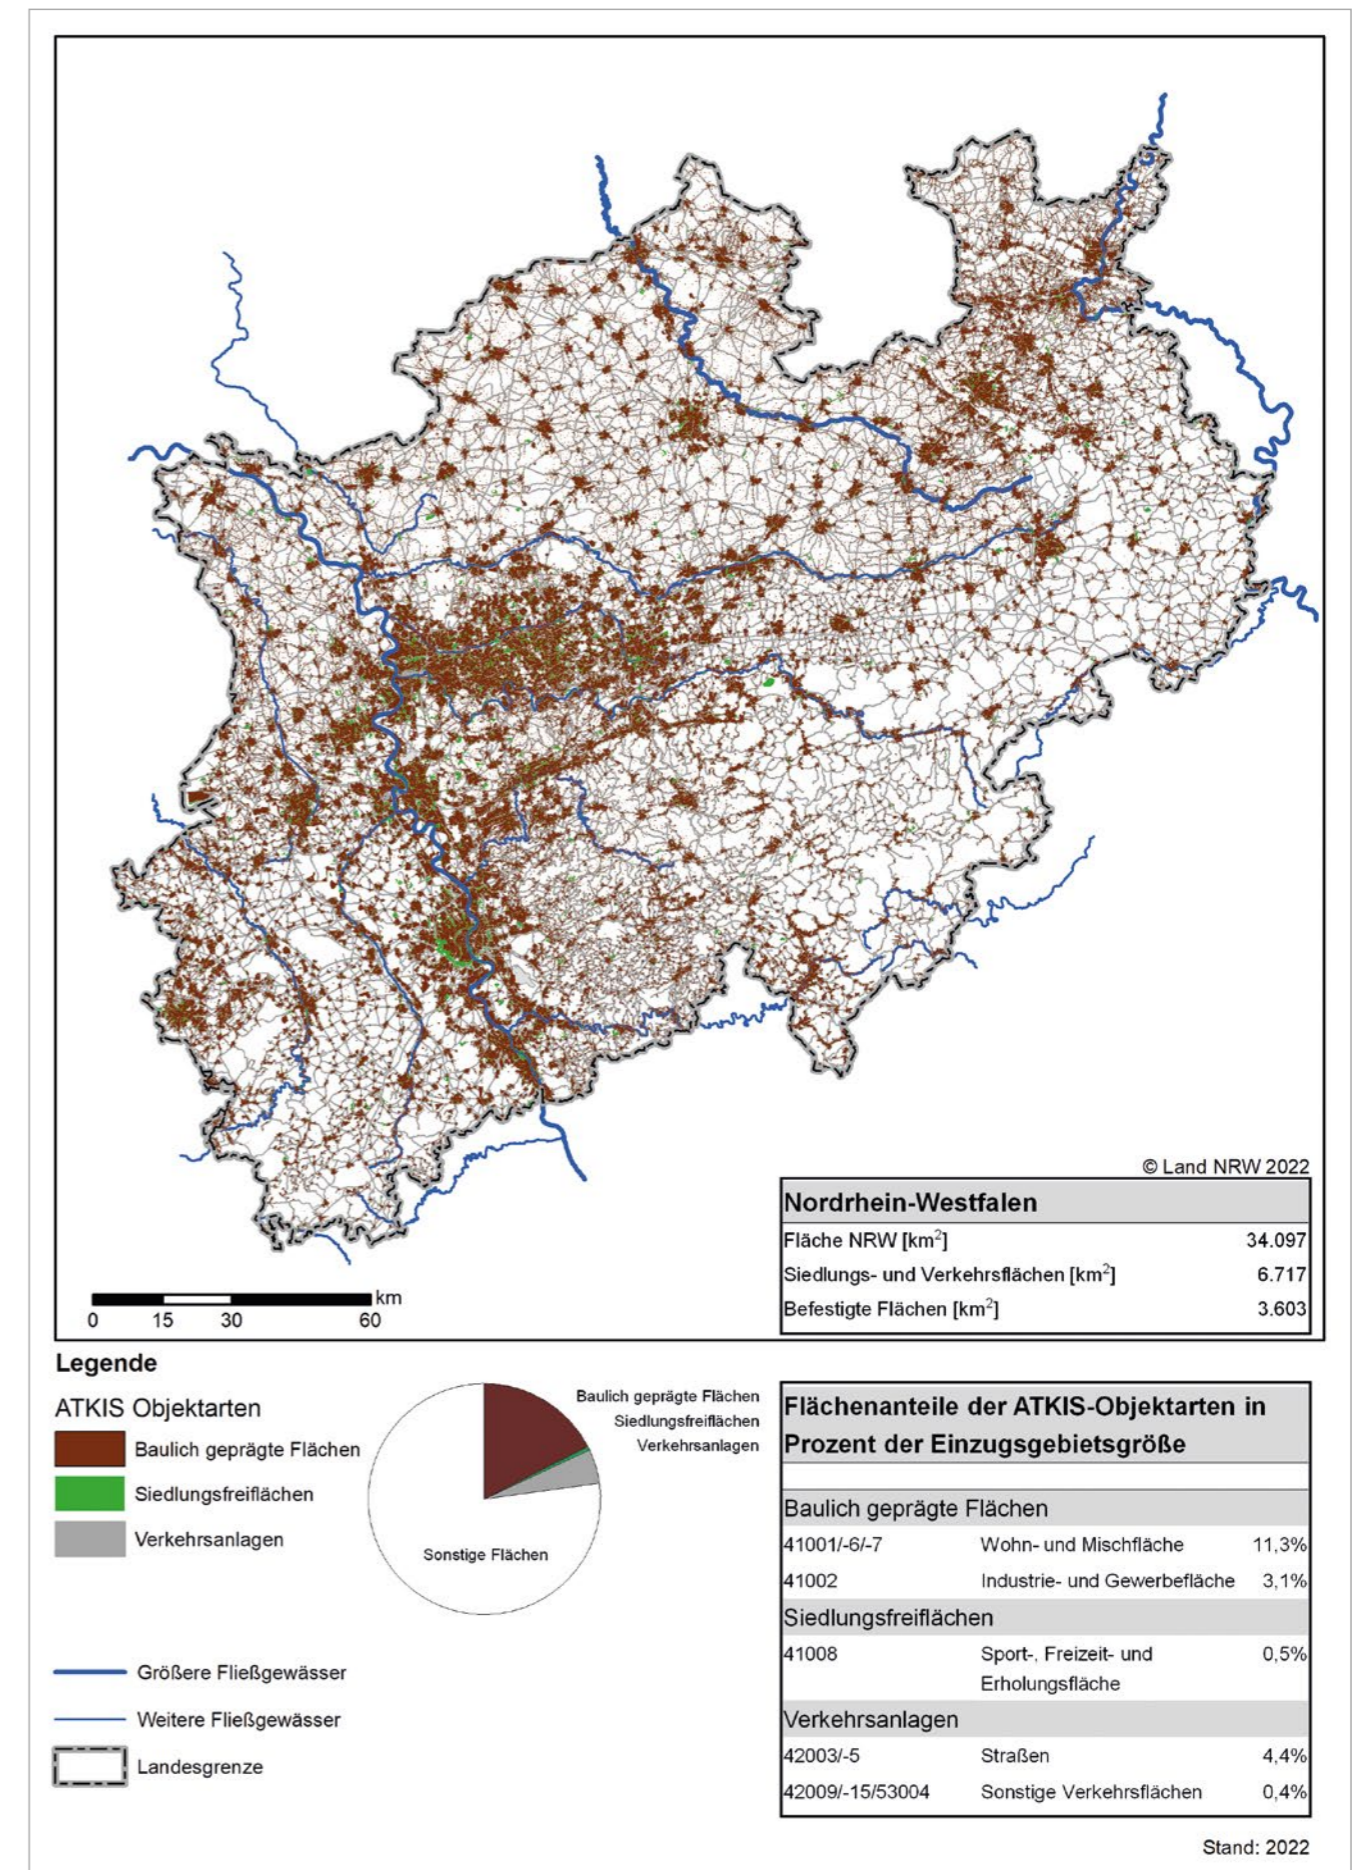 © Land NRW 2022
Nordrhein-Westfalen
Fläche NRW [km²] 34.097
Siedlungs- und Verkehrsflächen [km²] 6.717
Befestigte Flächen [km²] 3.603
km
0 15 30 60
Legende
ATKIS Objektarten
Baulich geprägte Flächen
Siedlungsfreiflächen
Verkehrsanlagen
Baulich geprägte Flächen
Siedlungsfreiflächen
Verkehrsanlagen
Sonstige Flächen
Größere Fließgewässer
Weitere Fließgewässer
Landesgrenze
Flächenanteile der ATKIS-Objektarten in
Prozent der Einzugsgebietsgröße
Baulich geprägte Flächen
41001/-6/-7 Wohn- und Mischfläche 11,3%
41002 Industrie- und Gewerbefläche 3,1%
Siedlungsfreiflächen
41008 Sport-, Freizeit- und 0,5%
Erholungsfläche
Verkehrsanlagen
42003/-5 Straßen 4,4%
42009/-15/53004 Sonstige Verkehrsflächen 0,4%
Stand: 2022